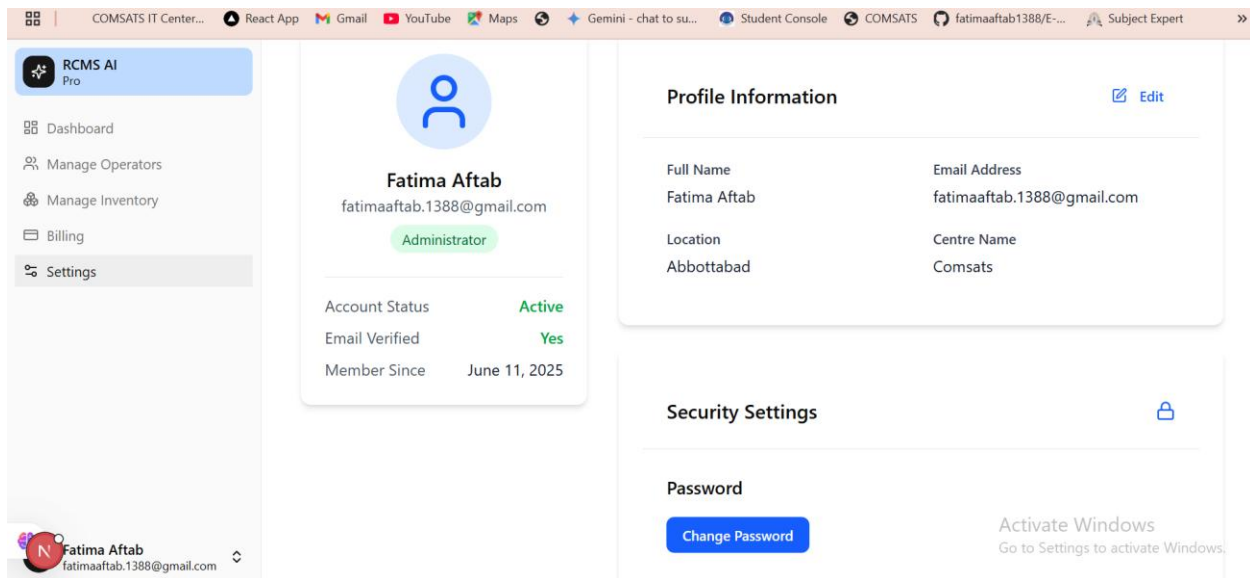 COMSATS IT Center... React App Gmail YouTube Maps Gemini - chat to su... Student Console COMSATS fatimaaftab1388/E-... Subject Expert »
RCMS AI
Pro
Dashboard
Manage Operators
Manage Inventory
Billing
Settings
N
Fatima Aftab
fatimaaftab.1388@gmail.com
Fatima Aftab
fatimaaftab.1388@gmail.com
Administrator
Account Status Active
Email Verified Yes
Member Since June 11, 2025
Profile Information Edit
Full Name Email Address
Fatima Aftab fatimaaftab.1388@gmail.com
Location Centre Name
Abbottabad Comsats
Security Settings
Password
Change Password
Activate Windows
Go to Settings to activate Windows.